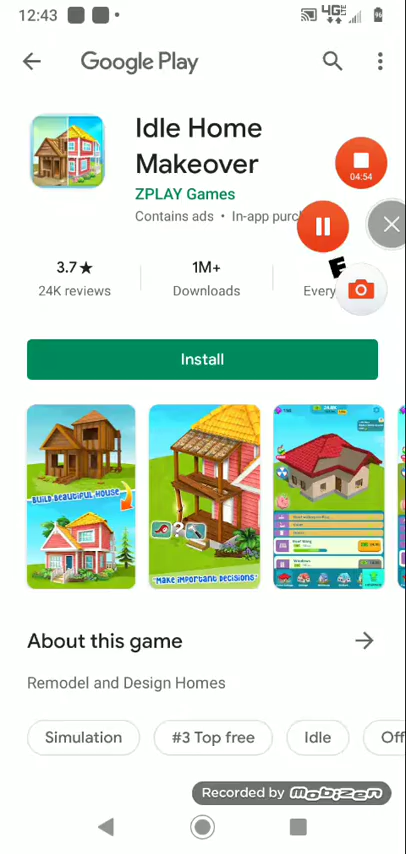 12:43
4G
Google Play
Idle Home
Makeover
ZPLAY Games
Contains ads • In-app purc
04:54
3.7★
24K reviews
1M+
Downloads
E
Every
Install
BUILD BEAUTIFUL HOUSE
"MAKE IMPORTANT DECISIONS"
About this game
Remodel and Design Homes
Simulation
#3 Top free
Idle
Off
Recorded by mobizen